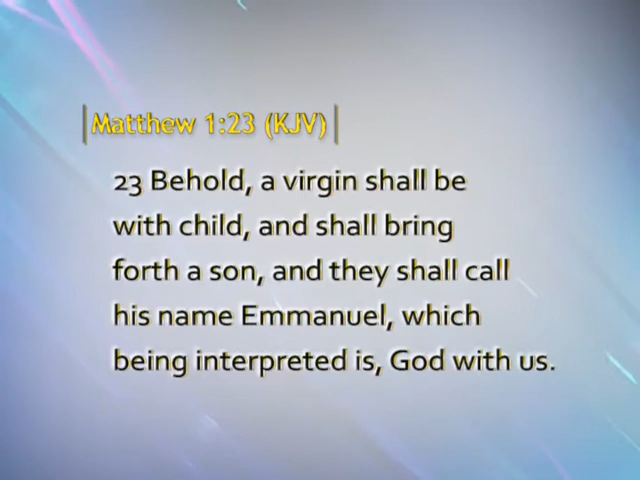 Matthew 1:23 (KJV)
23 Behold, a virgin shall be
with child, and shall bring
forth a son, and they shall call
his name Emmanuel, which
being interpreted is, God with us.